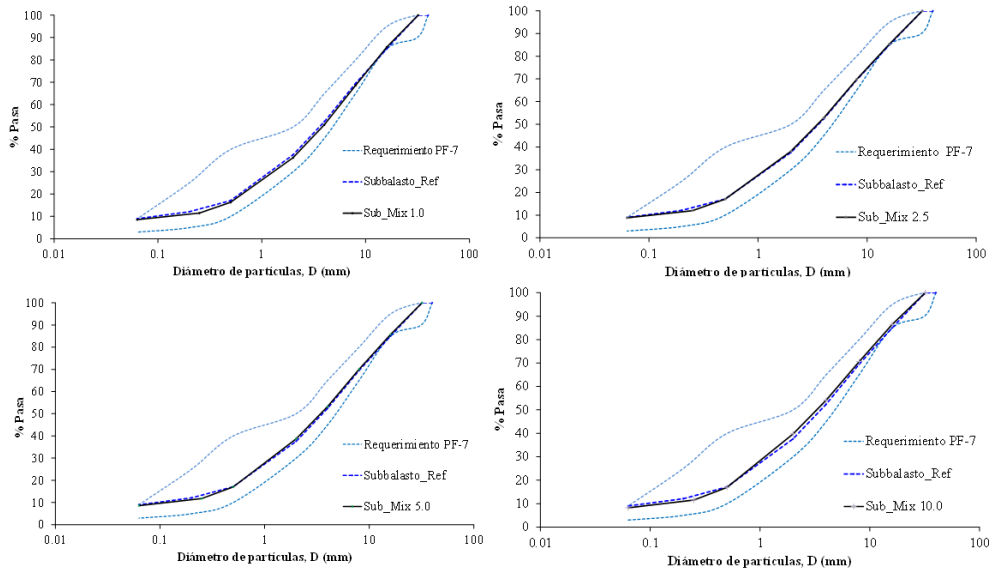 100
90
80
70
60
50
40
30
20
10
0
% Pasa
Requerimiento PF-7
Subbalasto_Ref
Sub_Mix 1.0
0.01 0.1 1 10 100
Diámetro de partículas, D (mm)
100
90
80
70
60
50
40
30
20
10
0
% Pasa
Requerimiento PF-7
Subbalasto_Ref
Sub_Mix 2.5
0.01 0.1 1 10 100
Diámetro de partículas, D (mm)
100
90
80
70
60
50
40
30
20
10
0
% Pasa
Requerimiento PF-7
Subbalasto_Ref
Sub_Mix 5.0
0.01 0.1 1 10 100
Diámetro de partículas, D (mm)
100
90
80
70
60
50
40
30
20
10
0
% Pasa
Requerimiento PF-7
Subbalasto_Ref
Sub_Mix 10.0
0.01 0.1 1 10 100
Diámetro de partículas, D (mm)